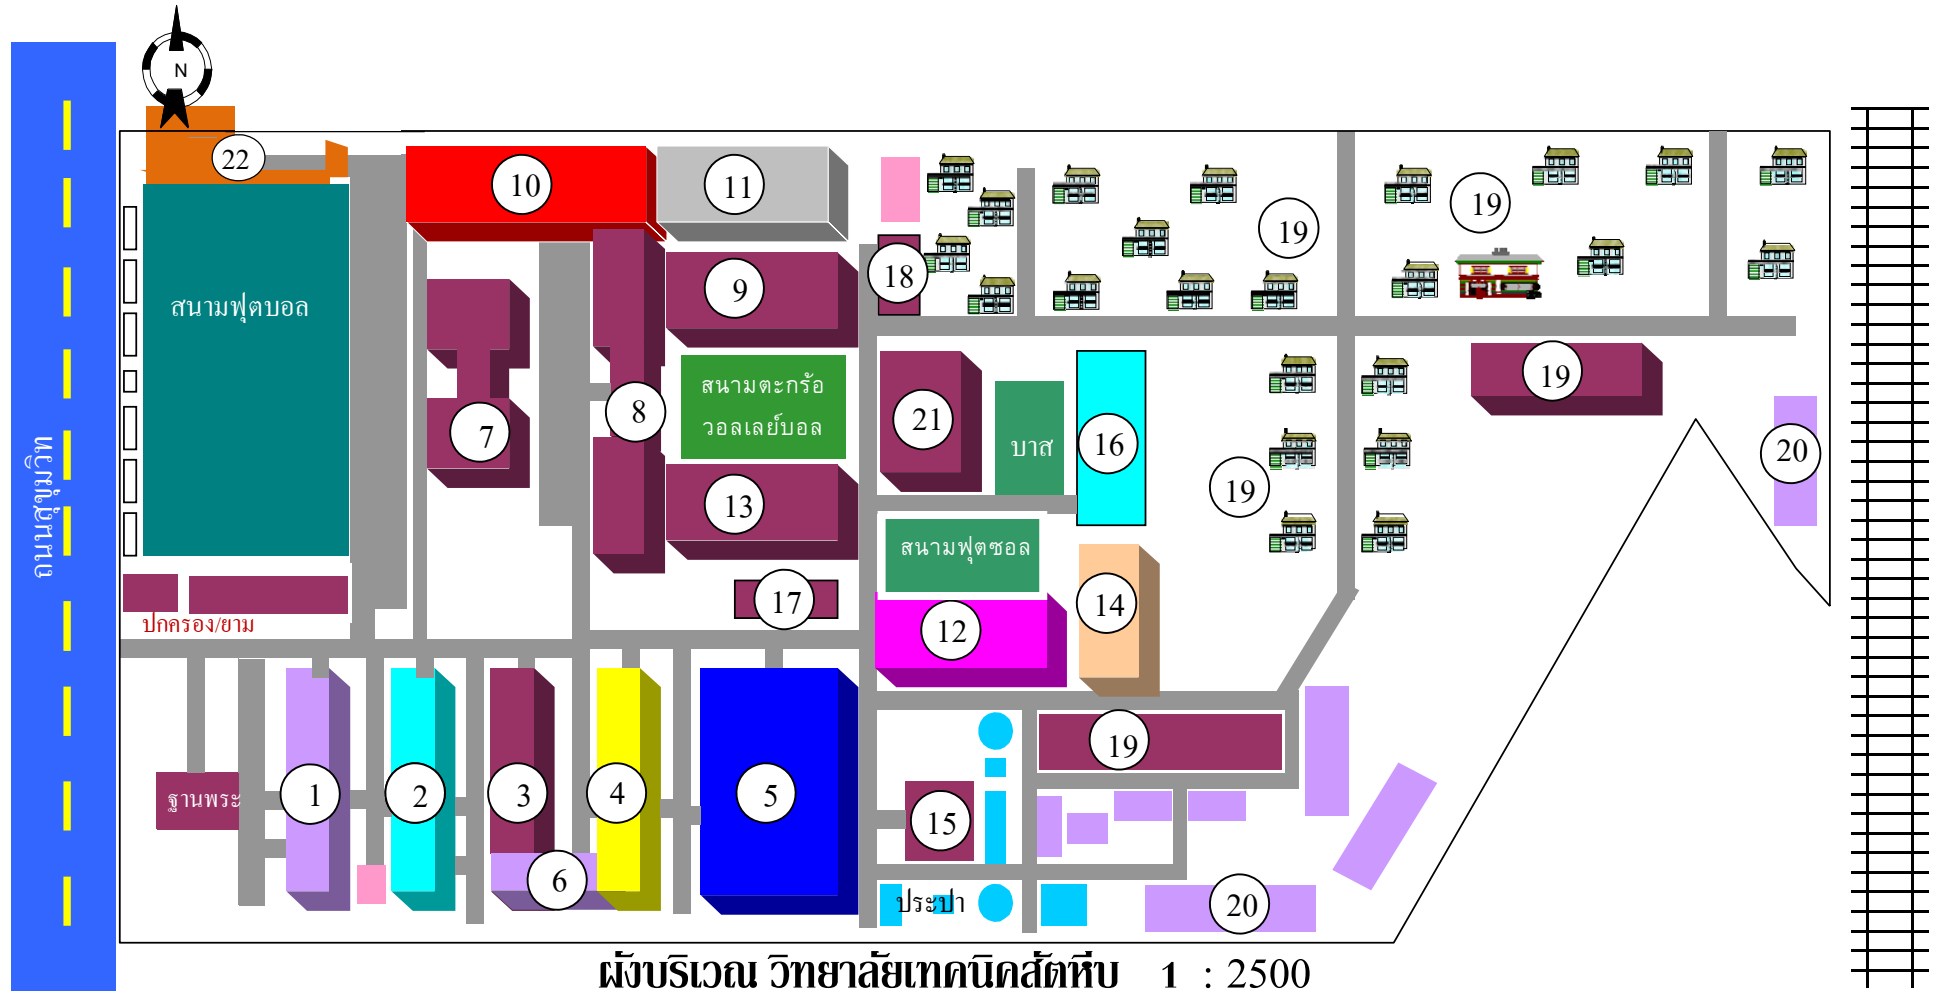 N
22
10
11
19
19
18
9
สนามฟุตบอล
สนามตะกร้อ
วอลเลย์บอล
19
8
21
7
บาส
16
20
19
13
ถนนสุขุมวิท
สนามฟุตซอล
17
14
12
ปกครอง/ยาม
19
ฐานพระ
1
2
3
4
5
15
6
ประปา
20
ผังบริเวณ วิทยาลัยเทคนิคสัตหีบ 1 : 2500